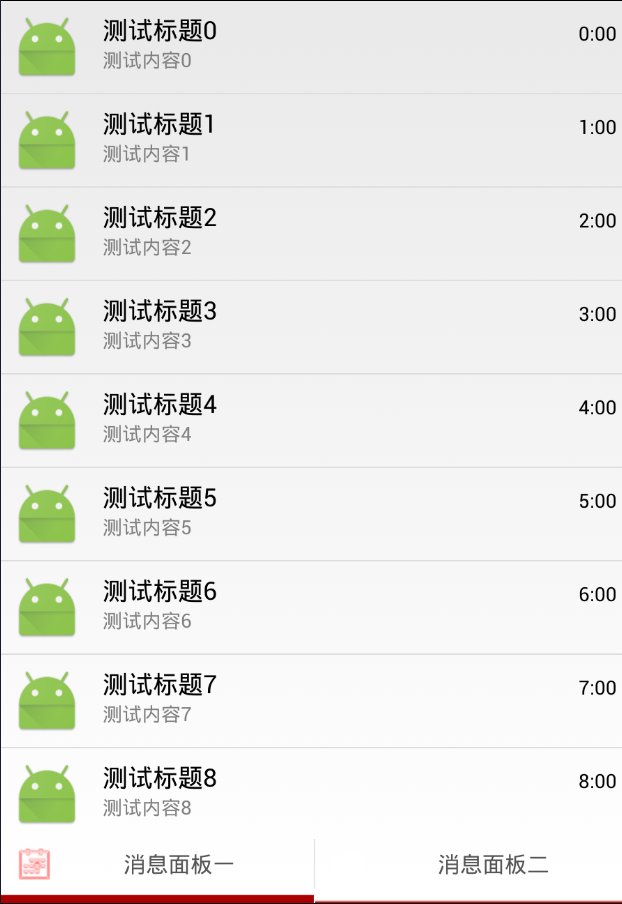 测试标题0 0:00
测试内容0
测试标题1 1:00
测试内容1
测试标题2 2:00
测试内容2
测试标题3 3:00
测试内容3
测试标题4 4:00
测试内容4
测试标题5 5:00
测试内容5
测试标题6 6:00
测试内容6
测试标题7 7:00
测试内容7
测试标题8 8:00
测试内容8
消息面板一 消息面板二